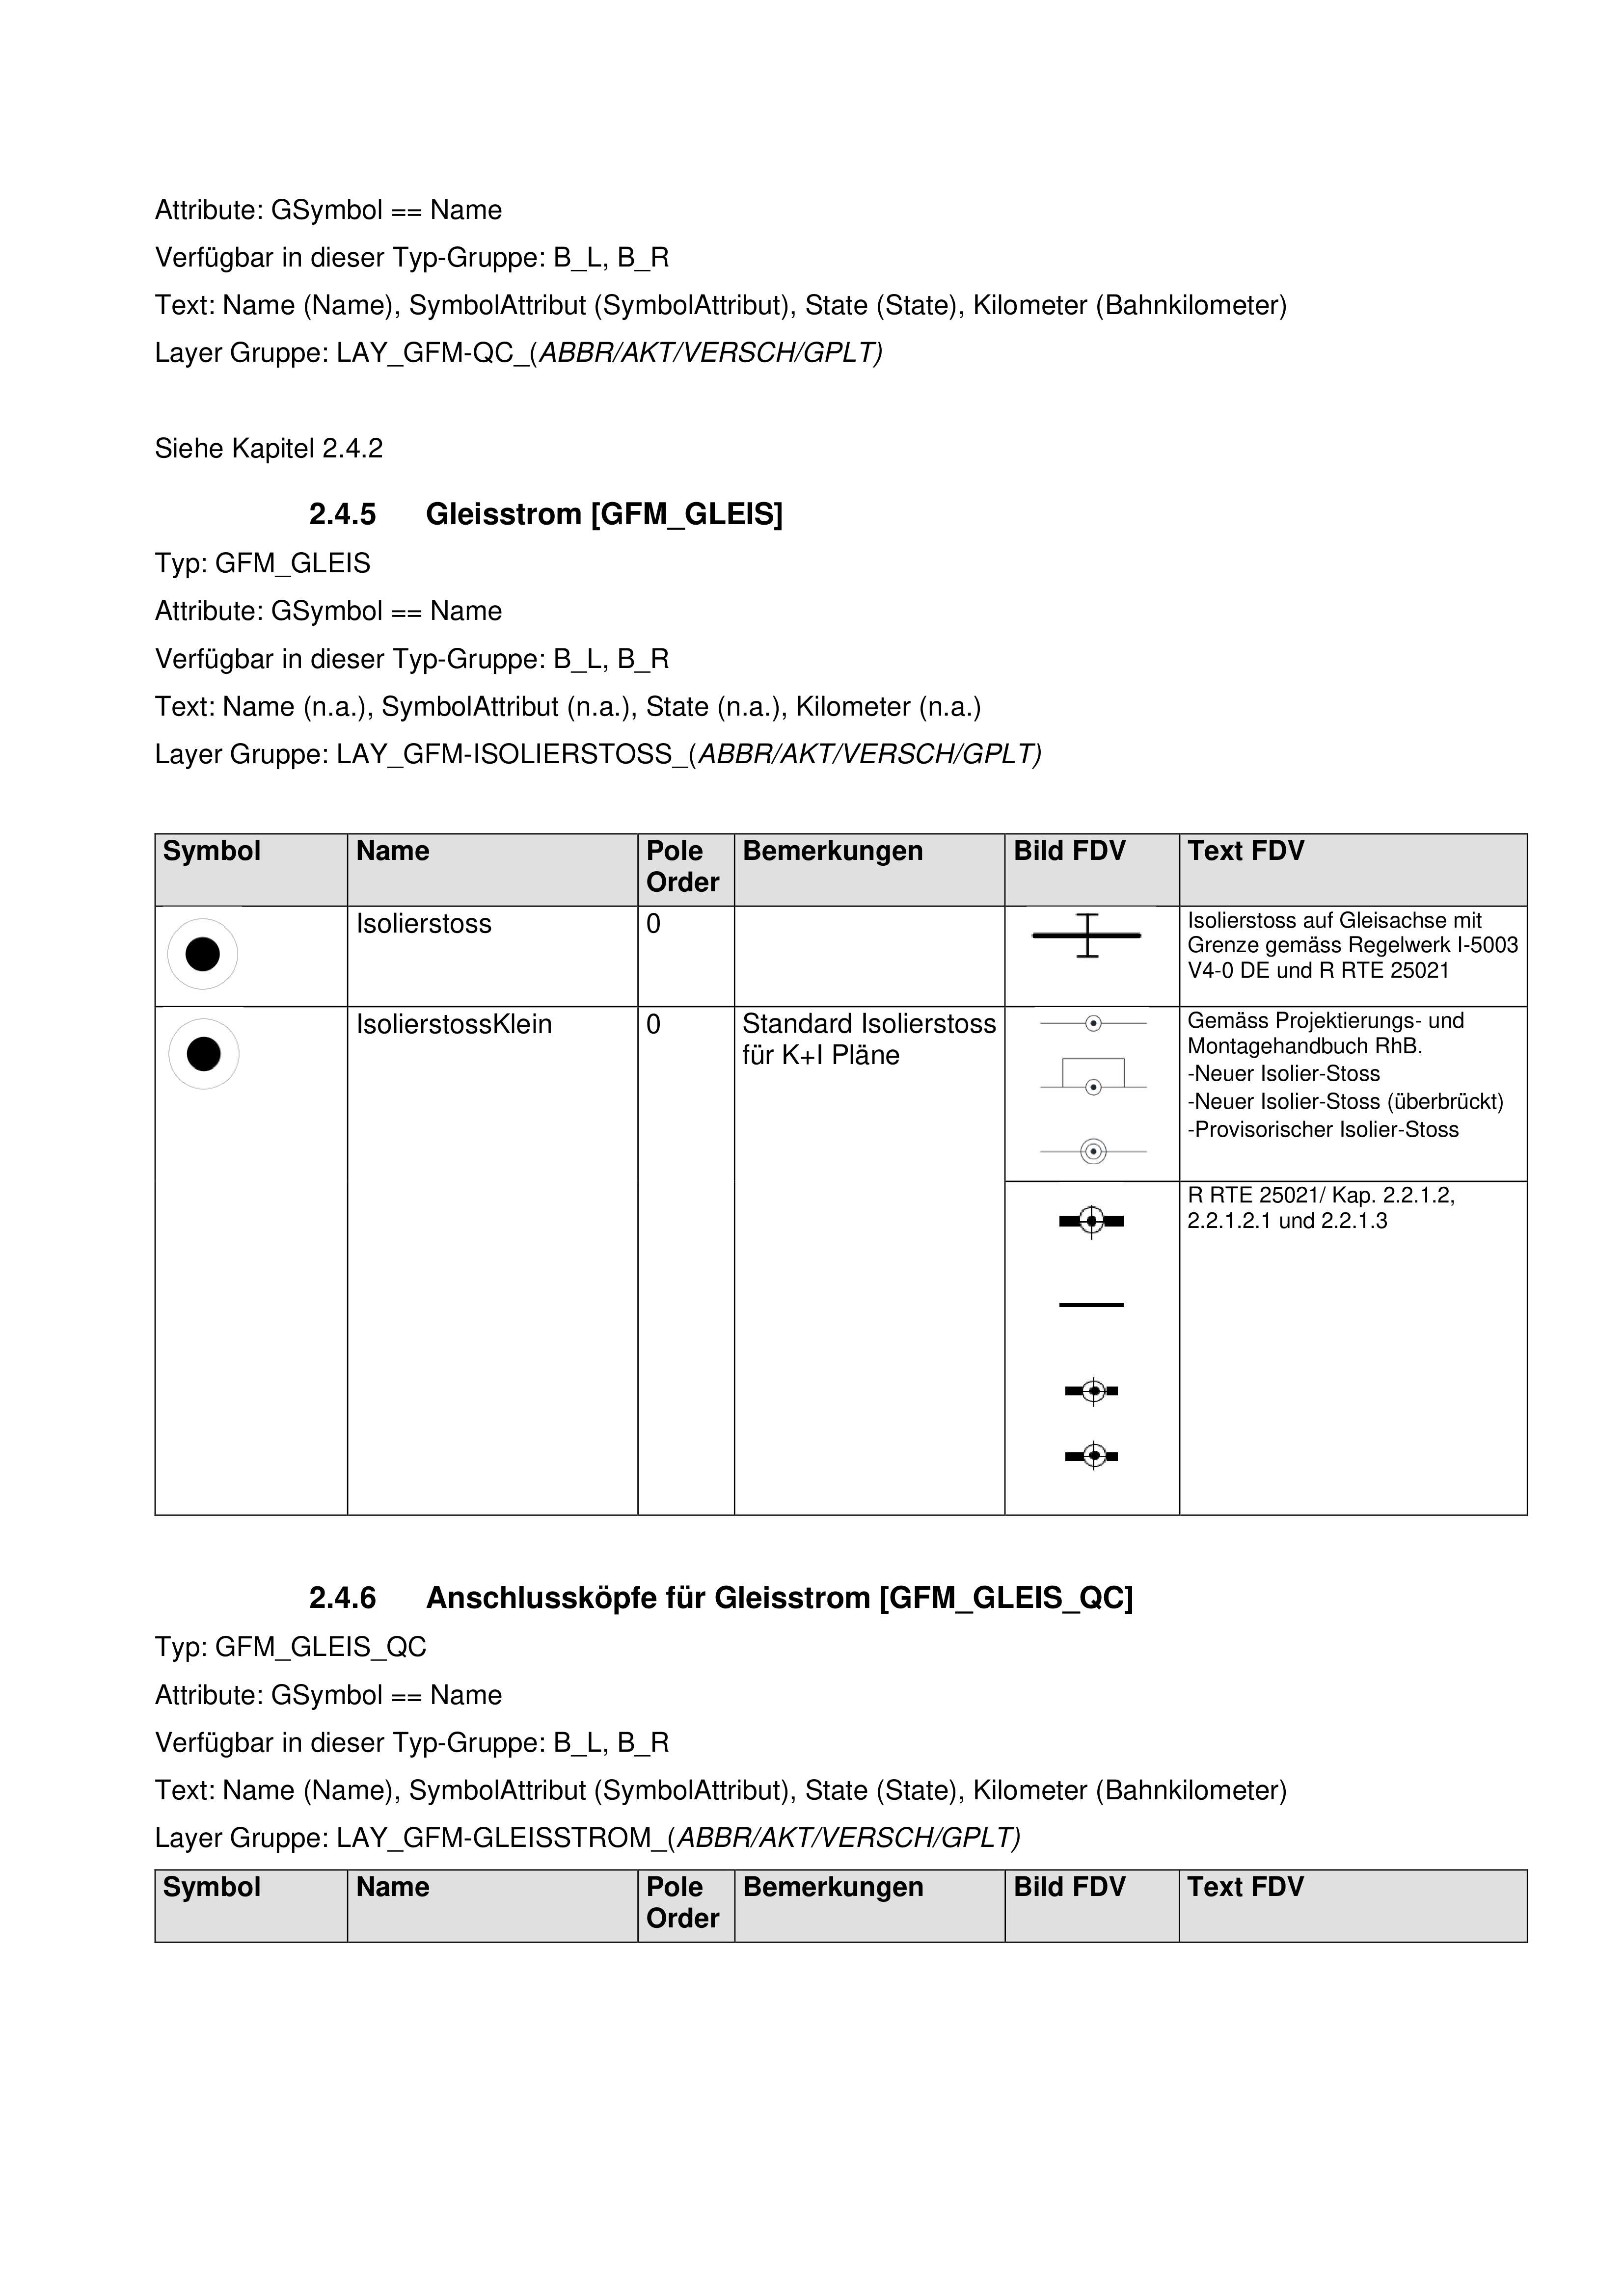 Attribute: GSymbol == Name
Verfügbar in dieser Typ-Gruppe: B_L, B_R
Text: Name (Name), SymbolAttribut (SymbolAttribut), State (State), Kilometer (Bahnkilometer)
Layer Gruppe: LAY_GFM-QC_(ABBR/AKT/VERSCH/GPLT)
Siehe Kapitel 2.4.2
2.4.5 Gleisstrom [GFM_GLEIS]
Typ: GFM_GLEIS
Attribute: GSymbol == Name
Verfügbar in dieser Typ-Gruppe: B_L, B_R
Text: Name (n.a.), SymbolAttribut (n.a.), State (n.a.), Kilometer (n.a.)
Layer Gruppe: LAY_GFM-ISOLIERSTOSS_(ABBR/AKT/VERSCH/GPLT)
Symbol Name Pole Bemerkungen Bild FDV Text FDV
Order
Isolierstoss 0 Isolierstoss auf Gleisachse mit
Grenze gemäss Regelwerk I-5003
V4-0 DE und R RTE 25021
IsolierstossKlein 0 Standard Isolierstoss Gemäss Projektierungs- und
für K+I Pläne Montagehandbuch RhB.
-Neuer Isolier-Stoss
-Neuer Isolier-Stoss (überbrückt)
-Provisorischer Isolier-Stoss
R RTE 25021/ Kap. 2.2.1.2,
2.2.1.2.1 und 2.2.1.3
2.4.6 Anschlussköpfe für Gleisstrom [GFM_GLEIS_QC]
Typ: GFM_GLEIS_QC
Attribute: GSymbol == Name
Verfügbar in dieser Typ-Gruppe: B_L, B_R
Text: Name (Name), SymbolAttribut (SymbolAttribut), State (State), Kilometer (Bahnkilometer)
Layer Gruppe: LAY_GFM-GLEISSTROM_(ABBR/AKT/VERSCH/GPLT)
Symbol Name Pole Bemerkungen Bild FDV Text FDV
Order